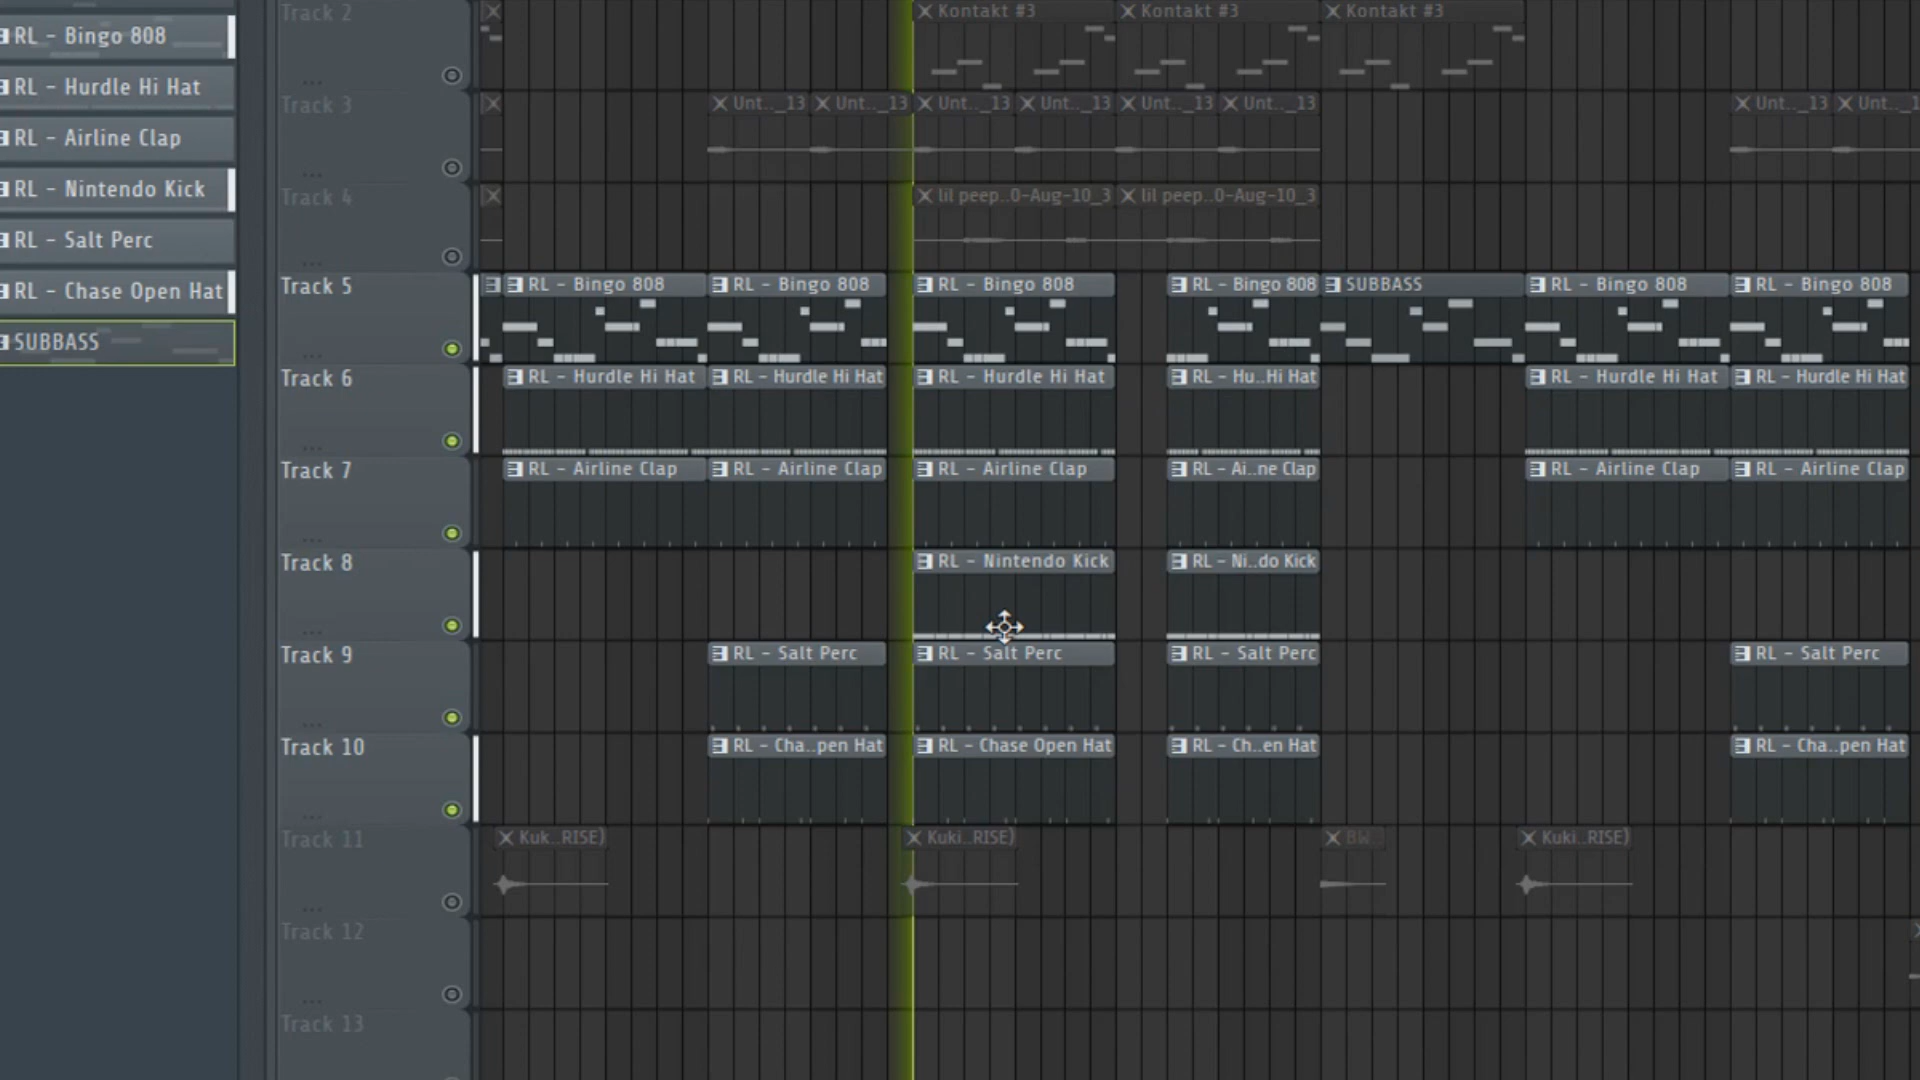 RL - Bingo 808
RL - Hurdle Hi Hat
RL - Airline Clap
RL - Nintendo Kick
RL - Salt Perc
RL - Chase Open Hat
SUBBASS
Track 2
Kontakt #3 Kontakt #3 Kontakt #3
Track 3
Unt.._13 Unt.._13 Unt.._13 Unt.._13 Unt.._13 Unt.._13 Unt.._13
Track 4
lil peep..0-Aug-10_3 lil peep..0-Aug-10_3
Track 5
RL - Bingo 808 RL - Bingo 808 RL - Bingo 808 RL - Bingo 808 SUBBASS RL - Bingo 808 RL - Bingo 808
Track 6
RL - Hurdle Hi Hat RL - Hurdle Hi Hat RL - Hurdle Hi Hat RL - Hu..Hi Hat RL - Hurdle Hi Hat RL - Hurdle Hi Hat
Track 7
RL - Airline Clap RL - Airline Clap RL - Airline Clap RL - Ai..ne Clap RL - Airline Clap RL - Airline Clap
Track 8
RL - Nintendo Kick RL - Ni..do Kick
Track 9
RL - Salt Perc RL - Salt Perc RL - Salt Perc RL - Salt Perc
Track 10
RL - Cha..pen Hat RL - Chase Open Hat RL - Ch..en Hat RL - Cha..pen Hat
Track 11
Kuk..RISE) Kuki..RISE) BW Kuki..RISE)
Track 12
Track 13